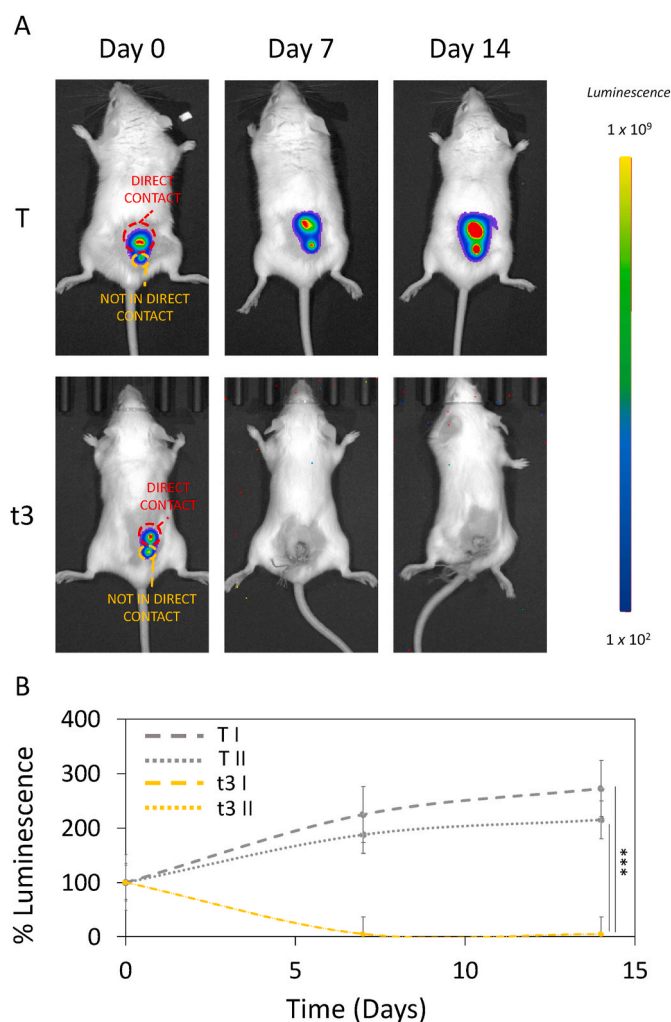 A
Day 0
Day 7
Day 14
Luminescence
1 x 10⁹
T
DIRECT
CONTACT
NOT IN DIRECT
CONTACT
t3
DIRECT
CONTACT
NOT IN DIRECT
CONTACT
1 x 10²
B
% Luminescence
400
300
200
100
0
T I
T II
t3 I
t3 II
***
0
5
10
15
Time (Days)